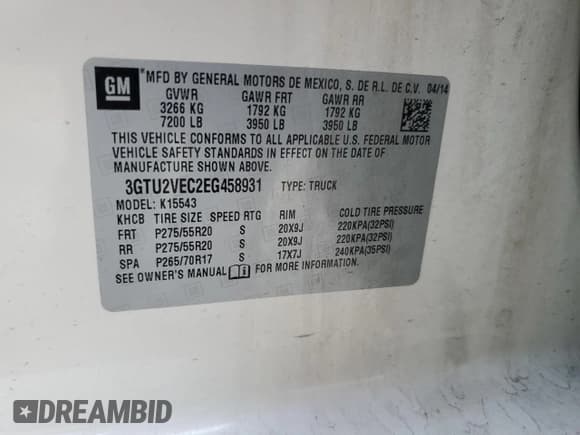 GM
*MFD BY GENERAL MOTORS DE MEXICO, S. DE R.L. DE C.V. 04/14
GVWR GAWR FRT GAWR RR
3266 KG 1792 KG 1792 KG
7200 LB 3950 LB 3950 LB
THIS VEHICLE CONFORMS TO ALL APPLICABLE U.S. FEDERAL MOTOR
VEHICLE SAFETY STANDARDS IN EFFECT ON THE DATE OF
MANUFACTURE SHOWN ABOVE.
3GTU2VEC2EG458931 TYPE: TRUCK
MODEL: K15543
KHCB TIRE SIZE SPEED RTG RIM COLD TIRE PRESSURE
FRT P275/55R20 S 20X9J 220KPA(32PSI)
RR P275/55R20 S 20X9J 220KPA(32PSI)
SPA P265/70R17 S 17X7J 240KPA(35PSI)
SEE OWNER'S MANUAL FOR MORE INFORMATION.
DREAMBID